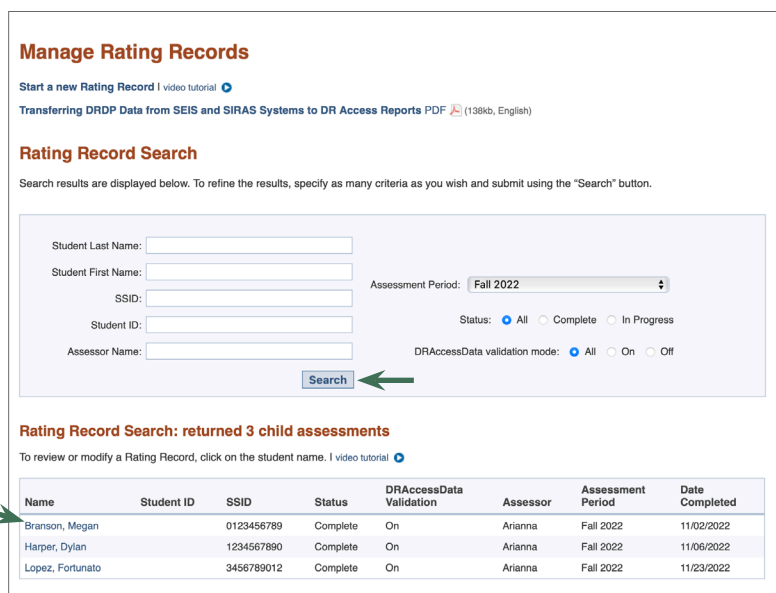 Manage Rating Records
Start a new Rating Record | video tutorial
Transferring DRDP Data from SEIS and SIRAS Systems to DR Access Reports PDF (138kb, English)
Rating Record Search
Search results are displayed below. To refine the results, specify as many criteria as you wish and submit using the “Search” button.
Student Last Name:
Student First Name:
SSID:
Student ID:
Assessor Name:
Assessment Period: Fall 2022
Status: All Complete In Progress
DRAccessData validation mode: All On Off
Search
Rating Record Search: returned 3 child assessments
To review or modify a Rating Record, click on the student name. | video tutorial
Name Student ID SSID Status DRAccessData Validation Assessor Assessment Period Date Completed
Branson, Megan 0123456789 Complete On Arianna Fall 2022 11/02/2022
Harper, Dylan 1234567890 Complete On Arianna Fall 2022 11/06/2022
Lopez, Fortunato 3456789012 Complete On Arianna Fall 2022 11/23/2022